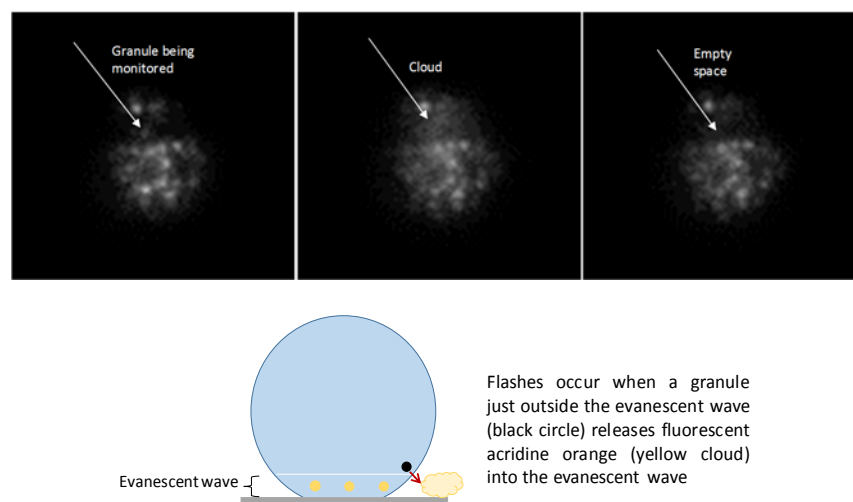 Granule being
monitored
Cloud
Empty
space
Flashes occur when a granule
just outside the evanescent wave
(black circle) releases fluorescent
acridine orange (yellow cloud)
into the evanescent wave
Evanescent wave